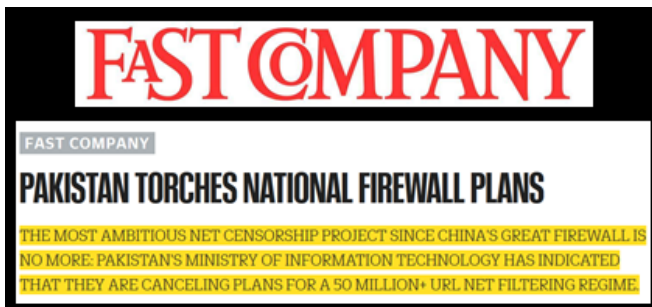 FAST COMPANY
FAST COMPANY
PAKISTAN TORCHES NATIONAL FIREWALL PLANS
THE MOST AMBITIOUS NET CENSORSHIP PROJECT SINCE CHINA'S GREAT FIREWALL IS
NO MORE: PAKISTAN'S MINISTRY OF INFORMATION TECHNOLOGY HAS INDICATED
THAT THEY ARE CANCELING PLANS FOR A 50 MILLION+ URL NET FILTERING REGIME.